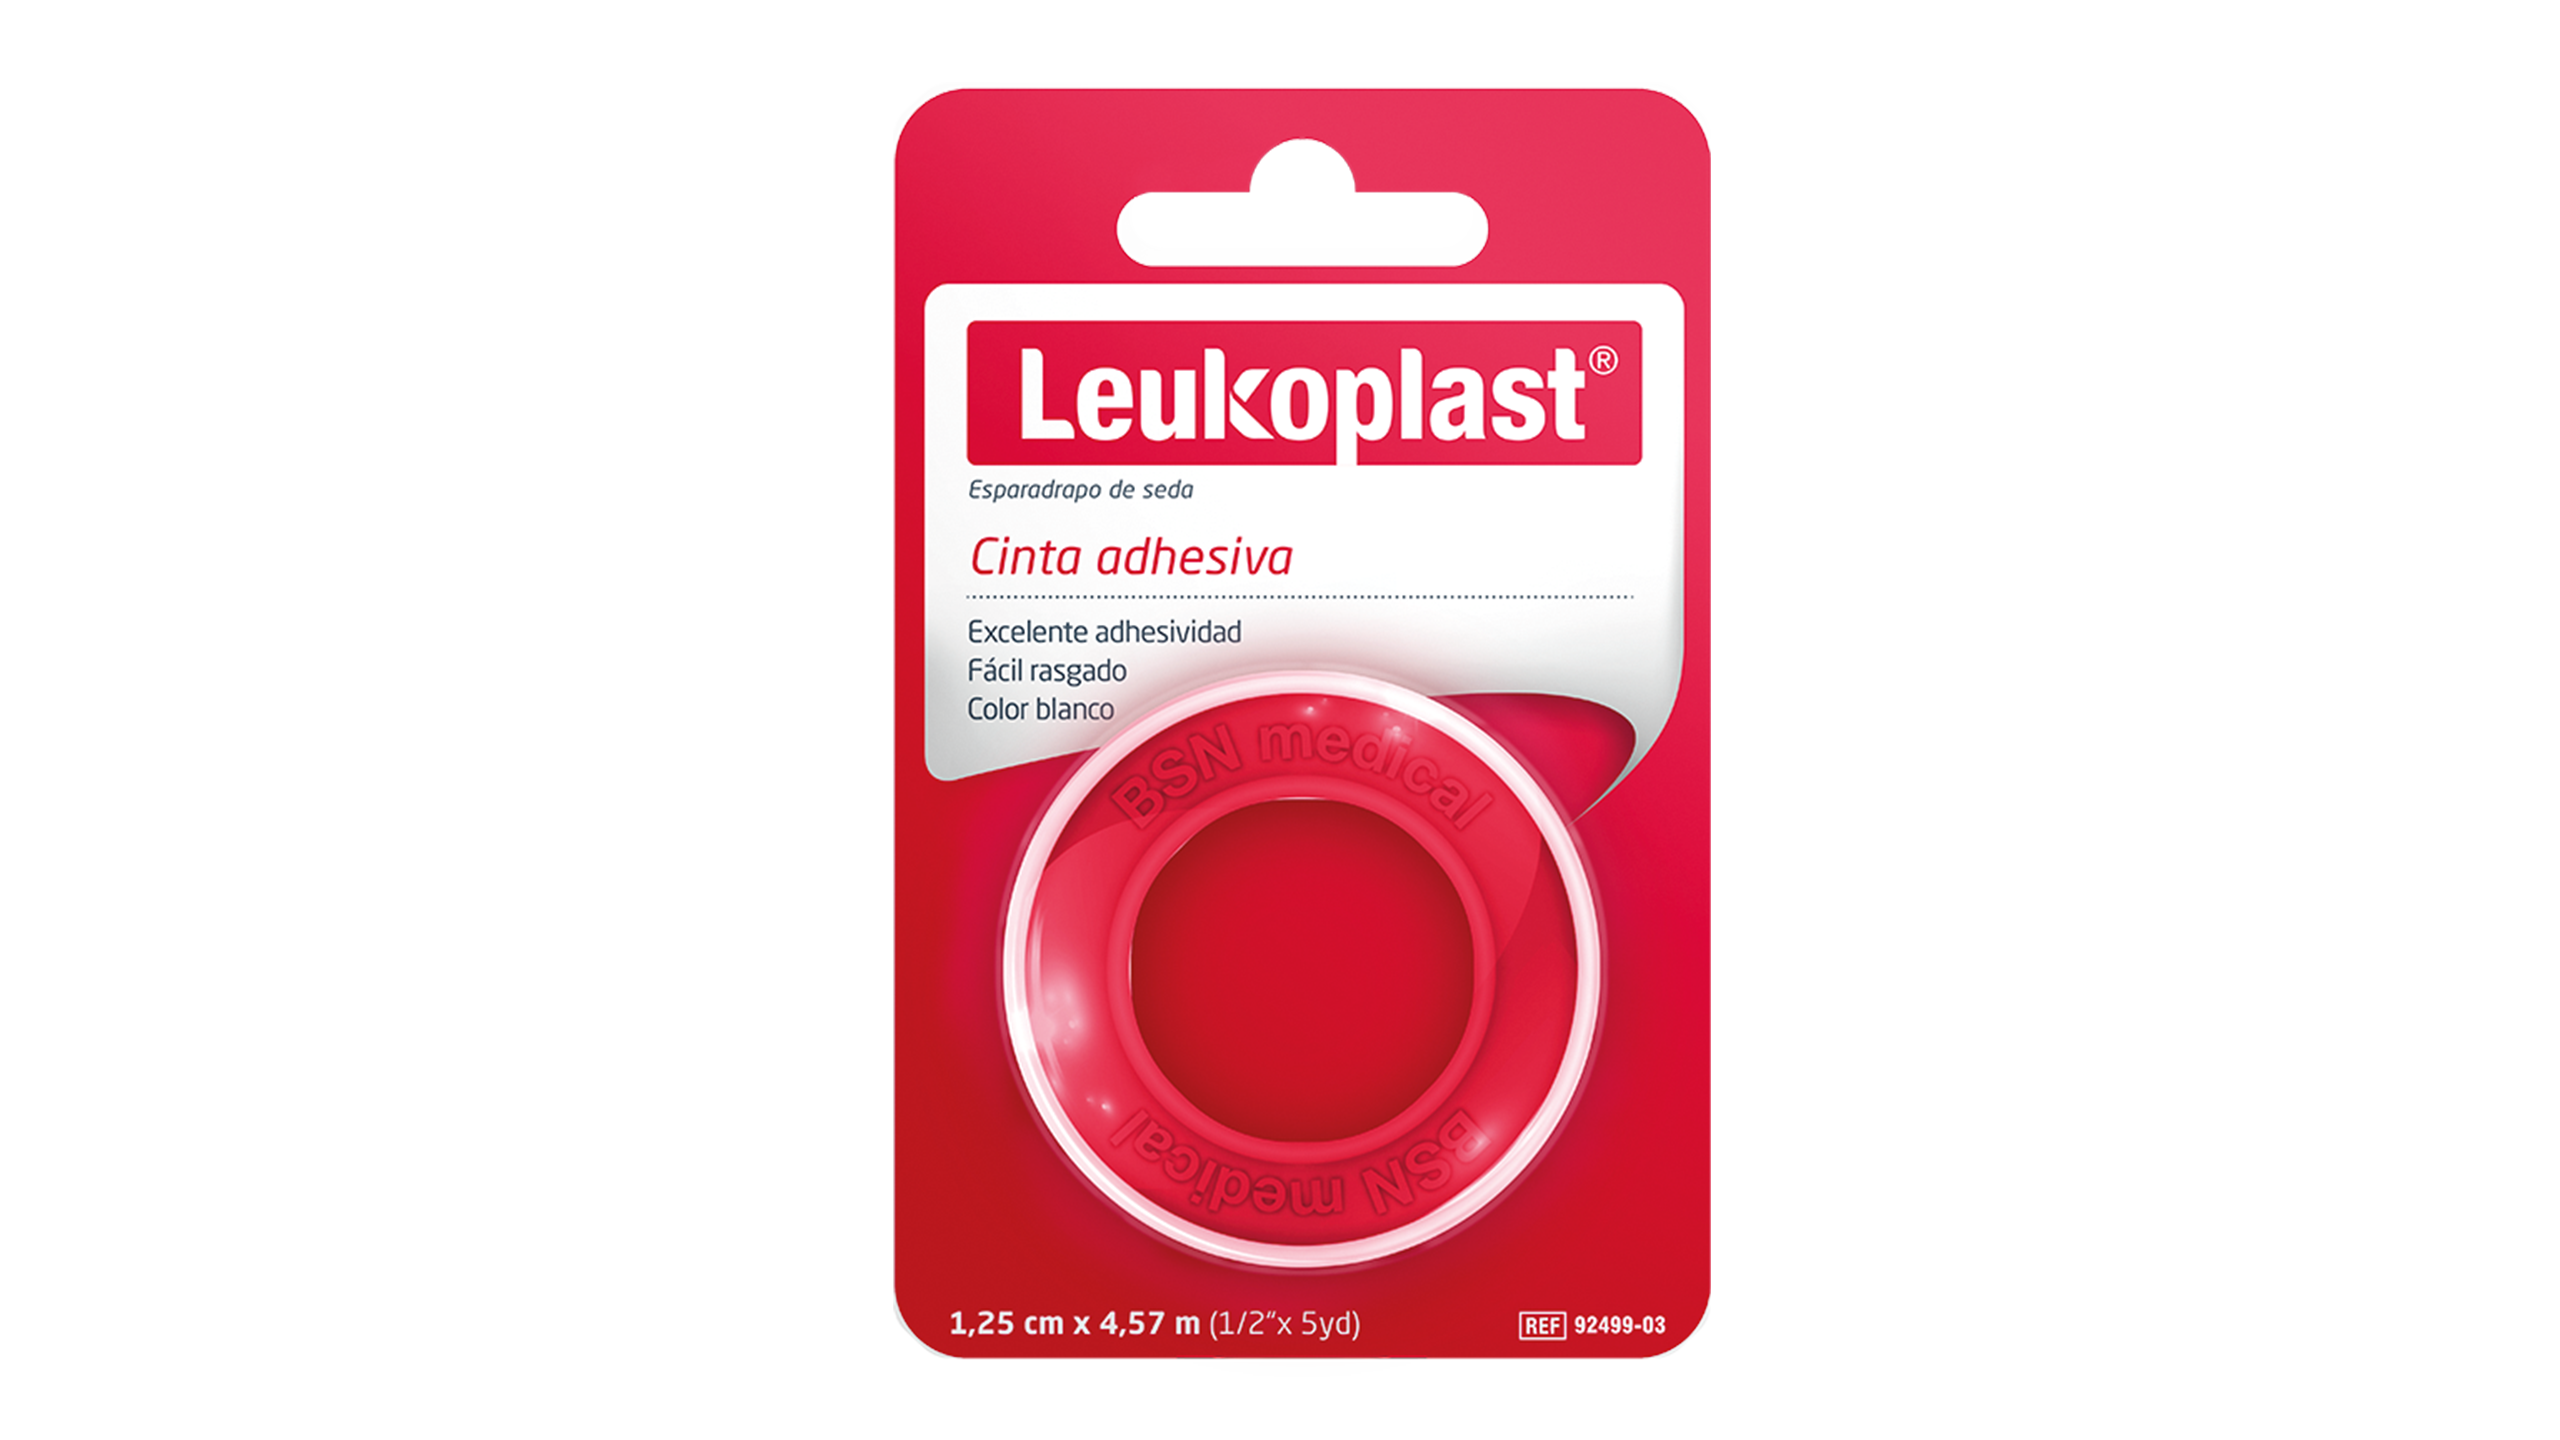 Leukoplast®
Esparadrapo de seda
Cinta adhesiva
Excelente adhesividad
Fácil rasgado
Color blanco
BSN medical
BSN medical
1,25 cm x 4,57 m (1/2"x 5yd)
REF 92499-03